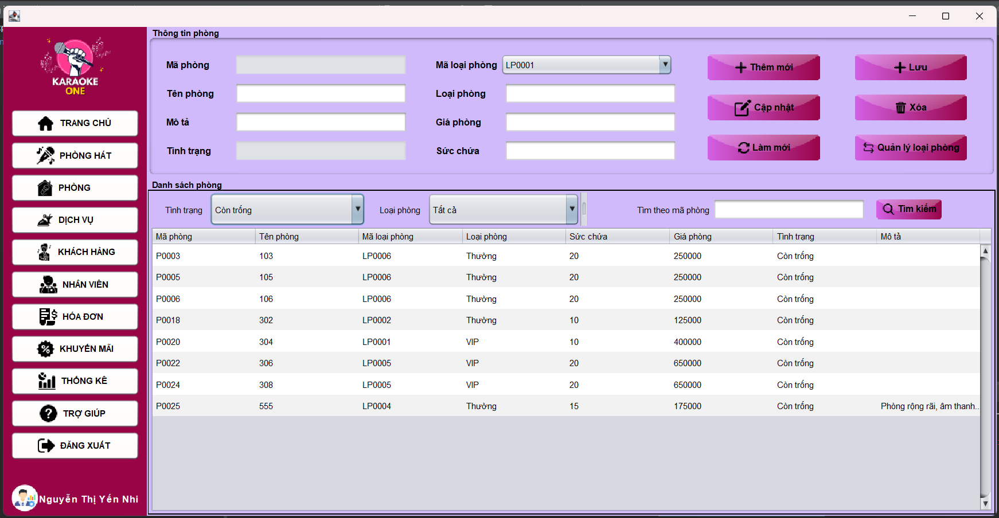 KARAOKE
ONE
TRANG CHỦ
PHÒNG HÁT
PHÒNG
DỊCH VỤ
KHÁCH HÀNG
NHÂN VIÊN
HÓA ĐƠN
KHUYẾN MÃI
THỐNG KÊ
TRỢ GIÚP
ĐĂNG XUẤT
Nguyễn Thị Yến Nhi
Thông tin phòng
Mã phòng
Mã loại phòng LP0001
Thêm mới
Lưu
Tên phòng
Loại phòng
Cập nhật
Xóa
Mô tả
Giá phòng
Tình trạng
Sức chứa
Làm mới
Quản lý loại phòng
Danh sách phòng
Tình trạng Còn trống Loại phòng Tất cả Tìm theo mã phòng Tìm kiếm
Mã phòng Tên phòng Mã loại phòng Loại phòng Sức chứa Giá phòng Tình trạng Mô tả
P0003 103 LP0006 Thường 20 250000 Còn trống
P0005 105 LP0006 Thường 20 250000 Còn trống
P0006 106 LP0006 Thường 20 250000 Còn trống
P0018 302 LP0002 Thường 10 125000 Còn trống
P0020 304 LP0001 VIP 10 400000 Còn trống
P0022 306 LP0005 VIP 20 650000 Còn trống
P0024 308 LP0005 VIP 20 650000 Còn trống
P0025 555 LP0004 Thường 15 175000 Còn trống Phòng rộng rãi, âm thanh...